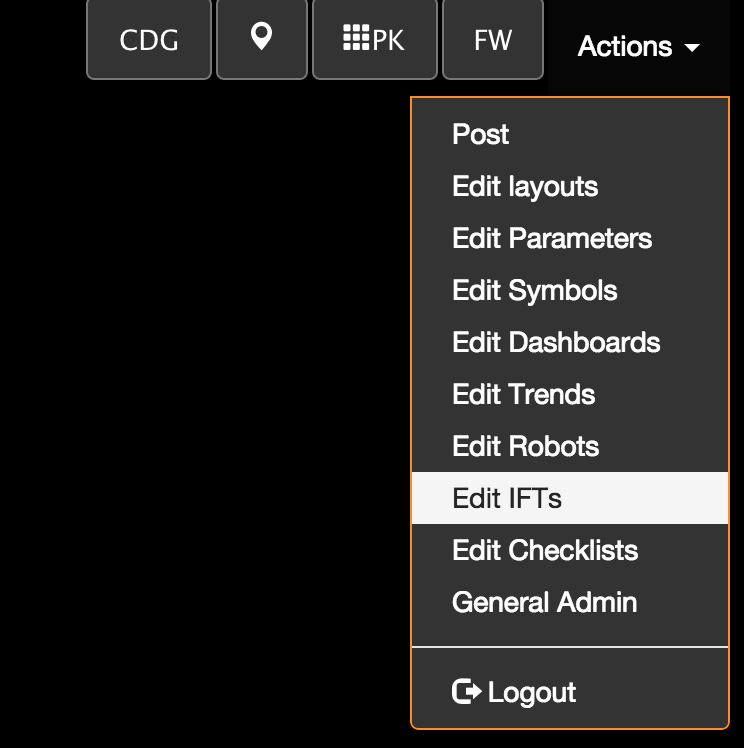 CDG PK FW Actions
Post
Edit layouts
Edit Parameters
Edit Symbols
Edit Dashboards
Edit Trends
Edit Robots
Edit IFTs
Edit Checklists
General Admin
Logout